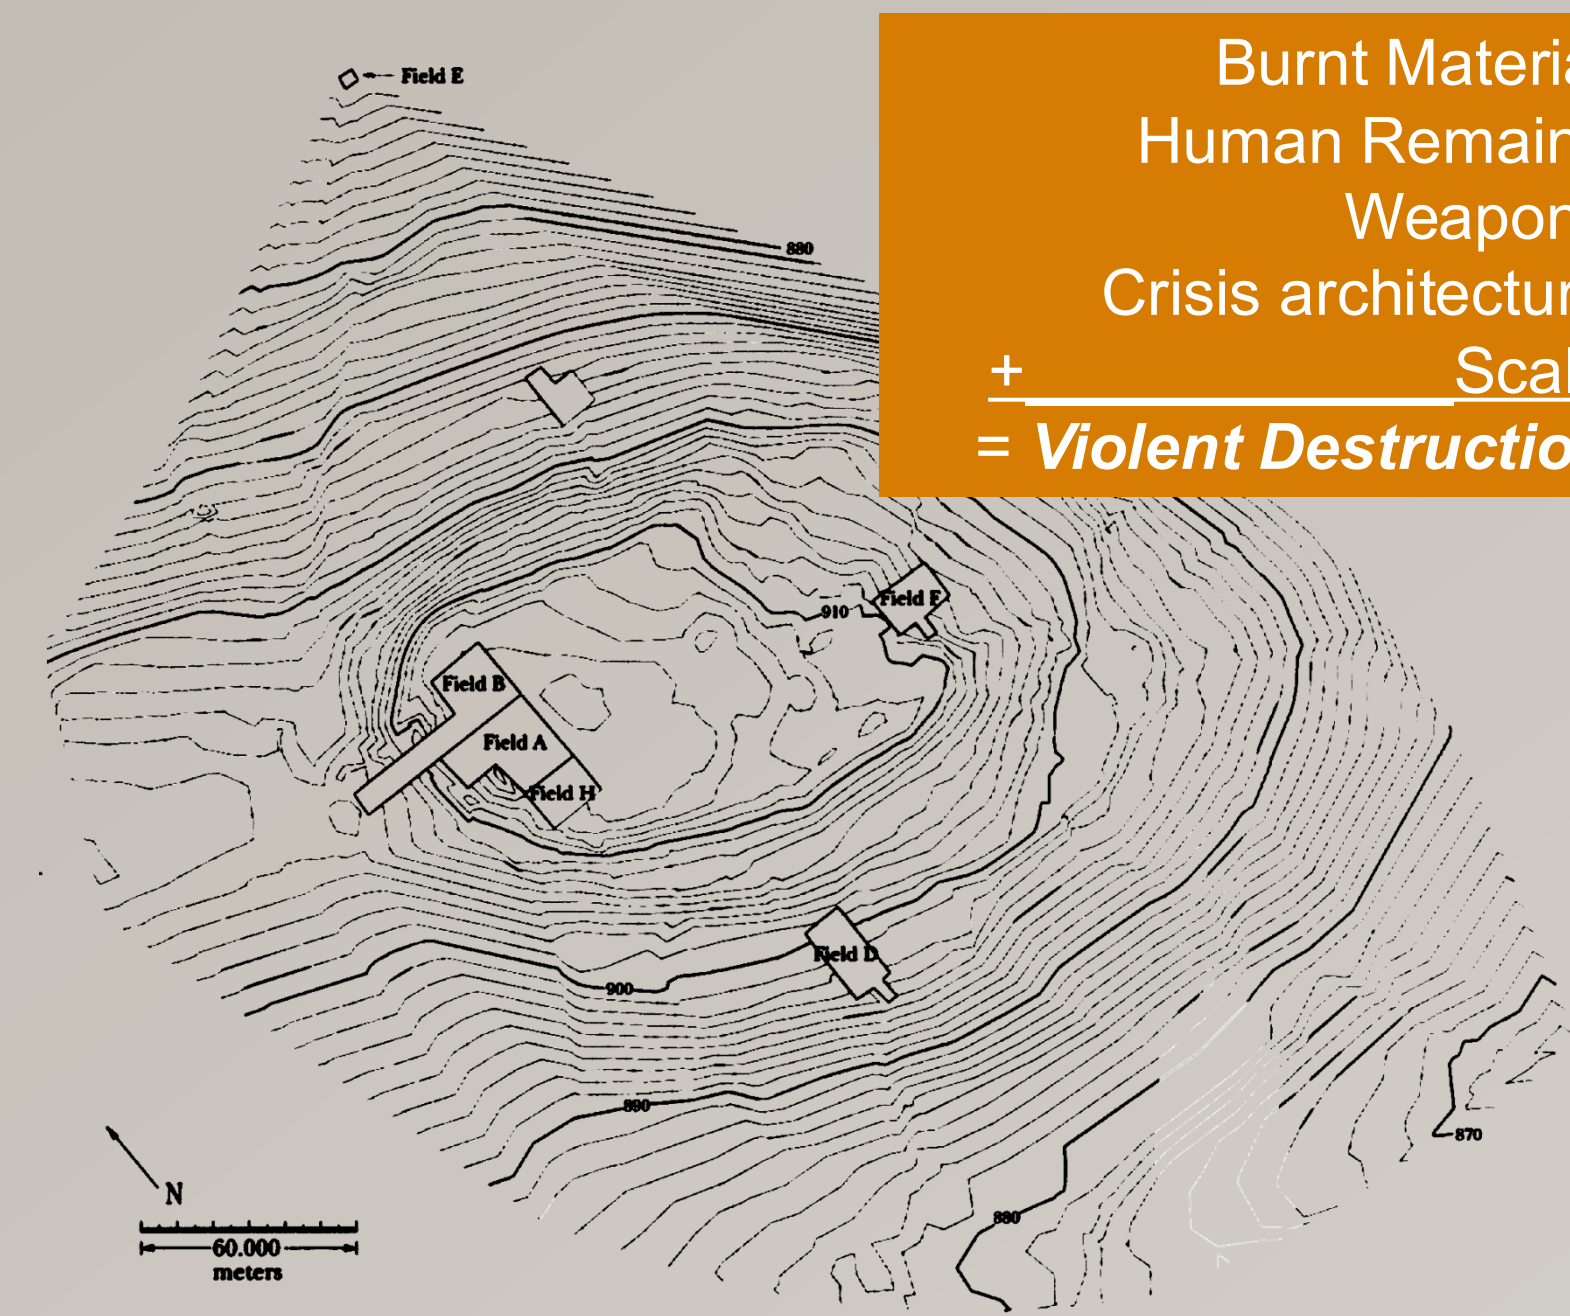 Burnt Materia
Human Remain
Weapon
Crisis architectur
+ Scal
= Violent Destructio
Field E
880
910
Field F
Field B
Field A
Field H
Field D
900
890
870
880
N
60.000
meters